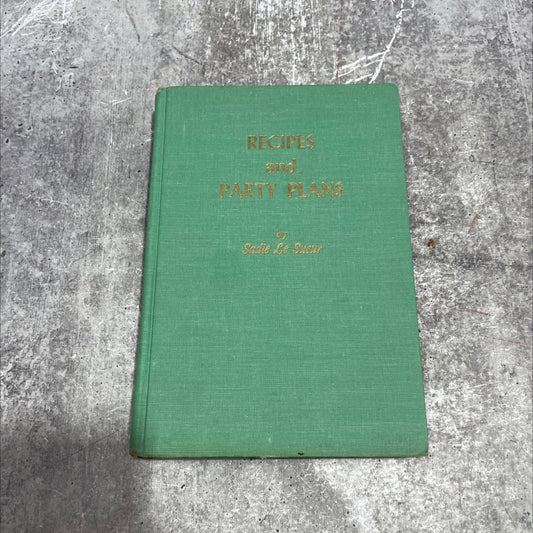 RECIPES
and
PARTY PLANS
by
Sadie Le Sueur